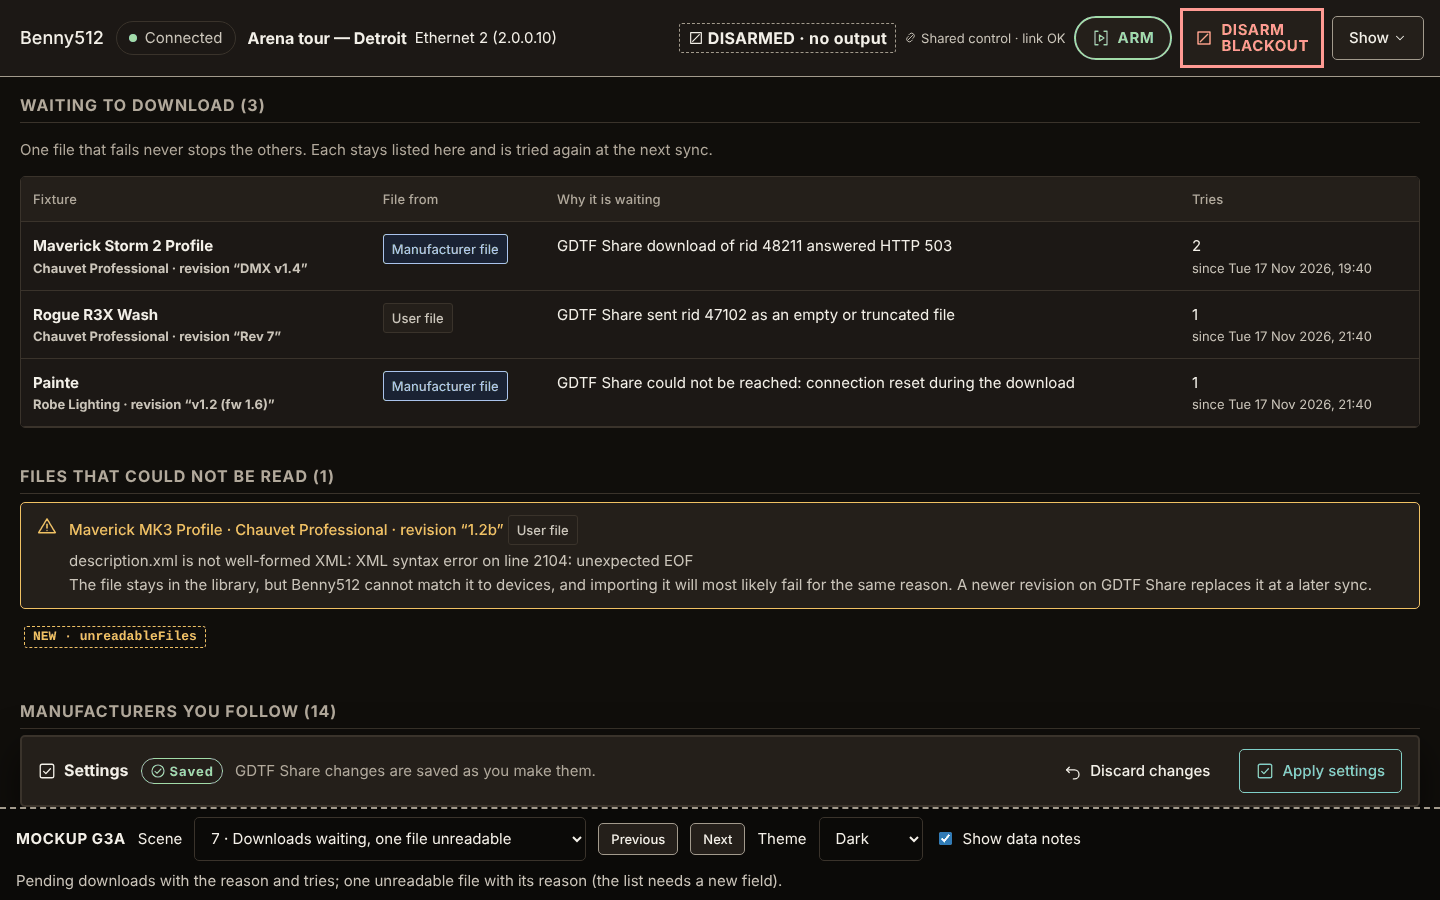 Benny512 Connected Arena tour — Detroit Ethernet 2 (2.0.0.10) DISARMED · no output Shared control · link OK ARM DISARM BLACKOUT Show
WAITING TO DOWNLOAD (3)
One file that fails never stops the others. Each stays listed here and is tried again at the next sync.
Fixture File from Why it is waiting Tries
Maverick Storm 2 Profile Manufacturer file GDTF Share download of rid 48211 answered HTTP 503 2
Chauvet Professional · revision “DMX v1.4” since Tue 17 Nov 2026, 19:40
Rogue R3X Wash User file GDTF Share sent rid 47102 as an empty or truncated file 1
Chauvet Professional · revision “Rev 7” since Tue 17 Nov 2026, 21:40
Painte Manufacturer file GDTF Share could not be reached: connection reset during the download 1
Robe Lighting · revision “v1.2 (fw 1.6)” since Tue 17 Nov 2026, 21:40
FILES THAT COULD NOT BE READ (1)
Maverick MK3 Profile · Chauvet Professional · revision “1.2b” User file
description.xml is not well-formed XML: XML syntax error on line 2104: unexpected EOF
The file stays in the library, but Benny512 cannot match it to devices, and importing it will most likely fail for the same reason. A newer revision on GDTF Share replaces it at a later sync.
NEW · unreadableFiles
MANUFACTURERS YOU FOLLOW (14)
Settings Saved GDTF Share changes are saved as you make them. Discard changes Apply settings
MOCKUP G3A Scene 7 · Downloads waiting, one file unreadable Previous Next Theme Dark Show data notes
Pending downloads with the reason and tries; one unreadable file with its reason (the list needs a new field).